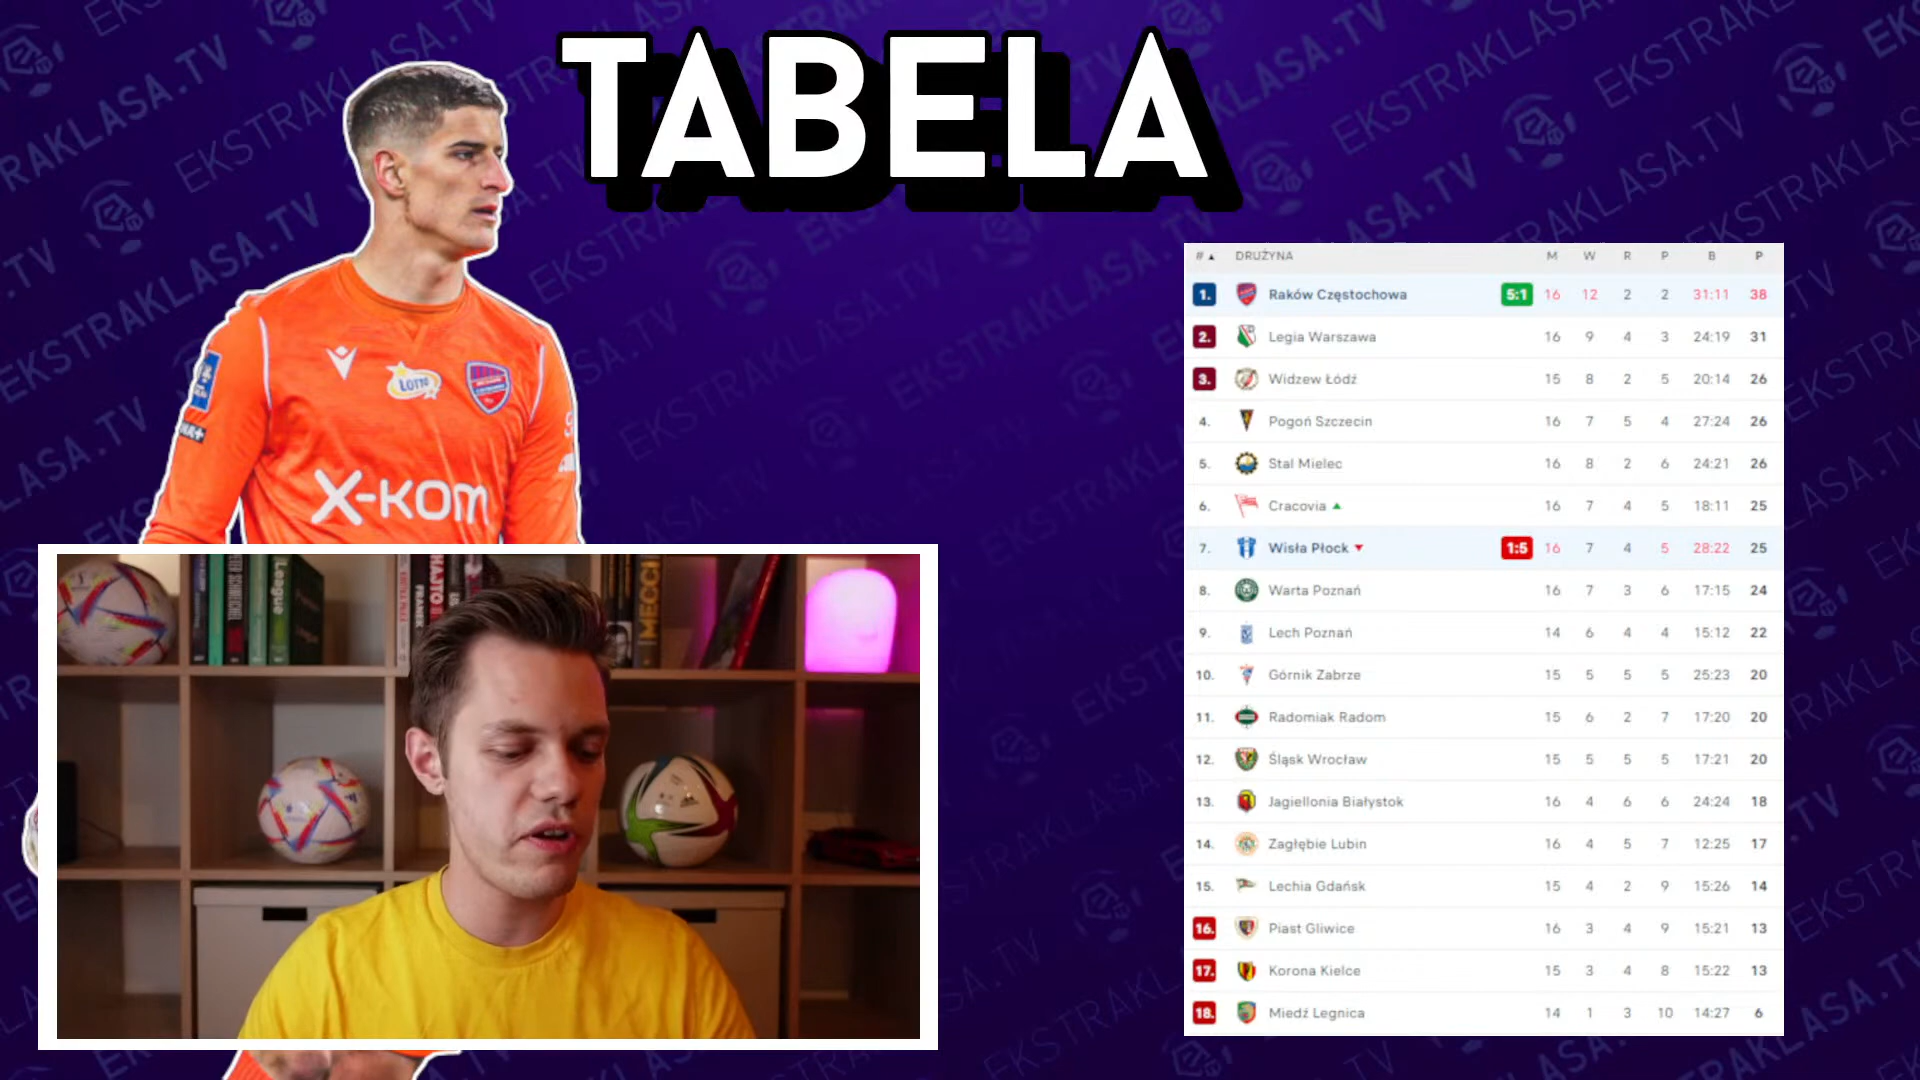 TABELA
# DRUŻYNA M W R P B P
1. Raków Częstochowa 5:1 16 12 2 2 31:11 38
2. Legia Warszawa 16 9 4 3 24:19 31
3. Widzew Łódź 15 8 2 5 20:14 26
4. Pogoń Szczecin 16 7 5 4 27:24 26
5. Stal Mielec 16 8 2 6 24:21 26
6. Cracovia 16 7 4 5 18:11 25
7. Wisła Płock 1:5 16 7 4 5 28:22 25
8. Warta Poznań 16 7 3 6 17:15 24
9. Lech Poznań 14 6 4 4 15:12 22
10. Górnik Zabrze 15 5 5 5 25:23 20
11. Radomiak Radom 15 6 2 7 17:20 20
12. Śląsk Wrocław 15 5 5 5 17:21 20
13. Jagiellonia Białystok 16 4 6 6 24:24 18
14. Zagłębie Lubin 16 4 5 7 12:25 17
15. Lechia Gdańsk 15 4 2 9 15:26 14
16. Piast Gliwice 16 3 4 9 15:21 13
17. Korona Kielce 15 3 4 8 15:22 13
18. Miedź Legnica 14 1 3 10 14:27 6
LOTTO
X-KOM
League
HAJTO
MECCI
EKSTRAKLASA.TV